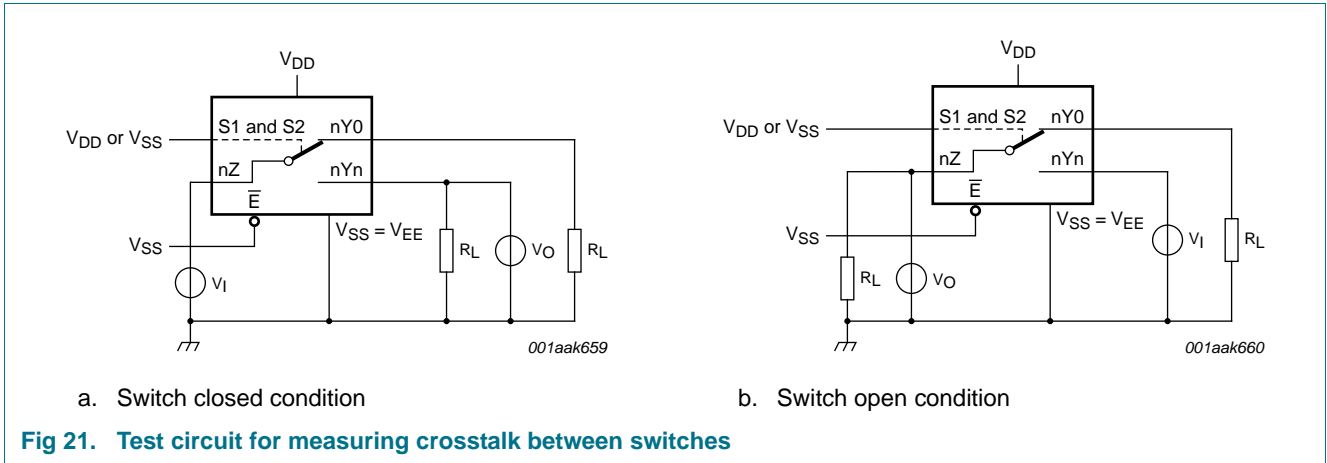 VDD
S1 and S2 nY0
VDD or VSS
nZ nYn
E̅
VSS = VEE
VSS
RL VO RL
VI
001aak659
a. Switch closed condition
VDD
S1 and S2 nY0
VDD or VSS
nZ nYn
E̅
VSS = VEE
VSS
VI RL
RL VO
001aak660
b. Switch open condition
Fig 21. Test circuit for measuring crosstalk between switches